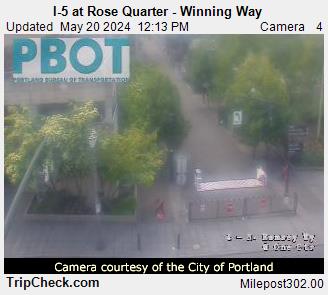 I-5 at Rose Quarter - Winning Way
Updated May 20 2024 12:13 PM Camera 4
PBOT
PORTLAND BUREAU OF TRANSPORTATION
Camera courtesy of the City of Portland
TripCheck.com Milepost302.00